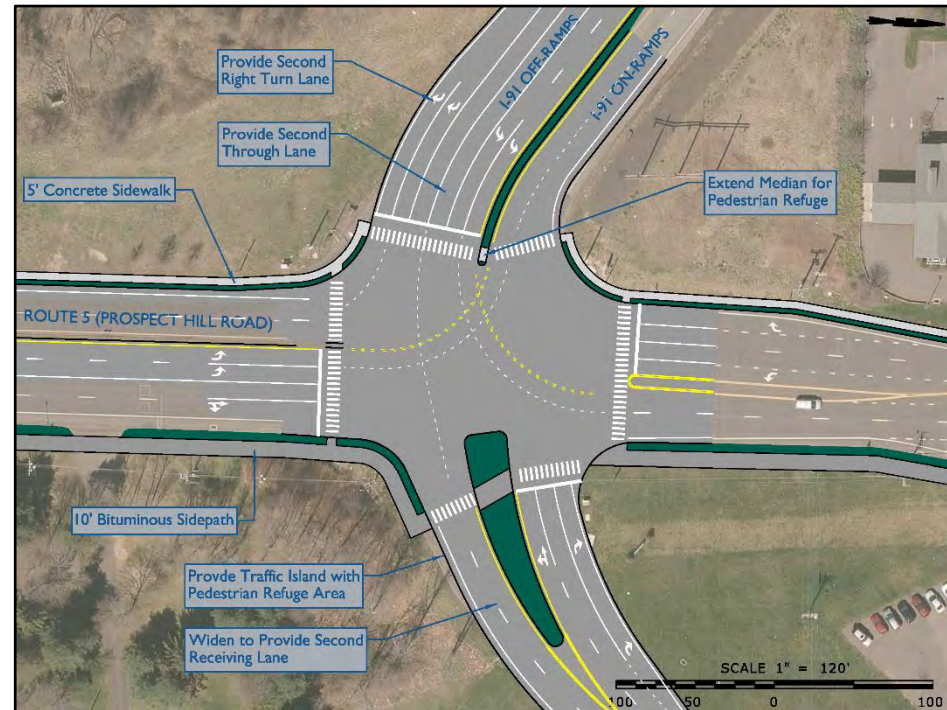 Provide Second
Right Turn Lane
I-91 OFF-RAMPS
I-91 ON-RAMPS
Provide Second
Through Lane
5' Concrete Sidewalk
Extend Median for
Pedestrian Refuge
ROUTE 5 (PROSPECT HILL ROAD)
10' Bituminous Sidepath
Provde Traffic Island with
Pedestrian Refuge Area
Widen to Provide Second
Receiving Lane
SCALE 1" = 120'
100 50 0 100